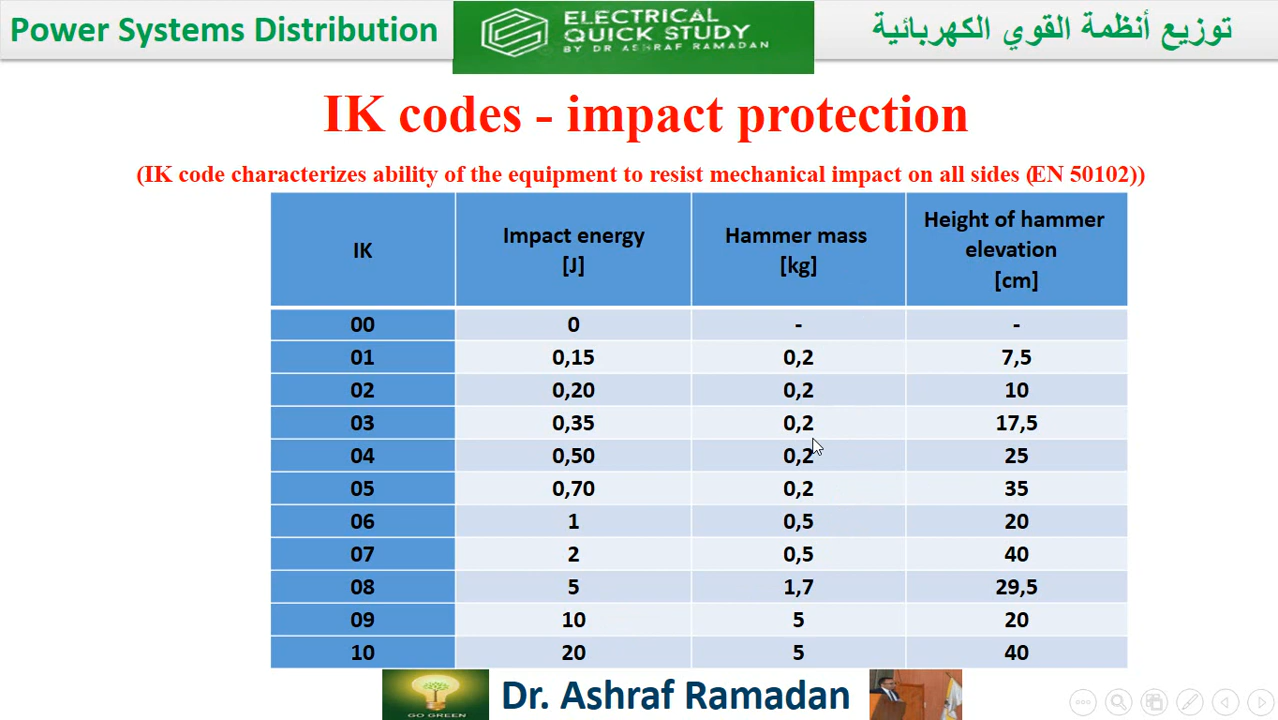 Power Systems Distribution
ELECTRICAL
QUICK STUDY
BY DR ASHRAF RAMADAN
توزيع أنظمة القوي الكهربائية
IK codes - impact protection
(IK code characterizes ability of the equipment to resist mechanical impact on all sides (EN 50102))
IK Impact energy [J] Hammer mass [kg] Height of hammer elevation [cm]
00 0 - -
01 0,15 0,2 7,5
02 0,20 0,2 10
03 0,35 0,2 17,5
04 0,50 0,2 25
05 0,70 0,2 35
06 1 0,5 20
07 2 0,5 40
08 5 1,7 29,5
09 10 5 20
10 20 5 40
GO GREEN
Dr. Ashraf Ramadan